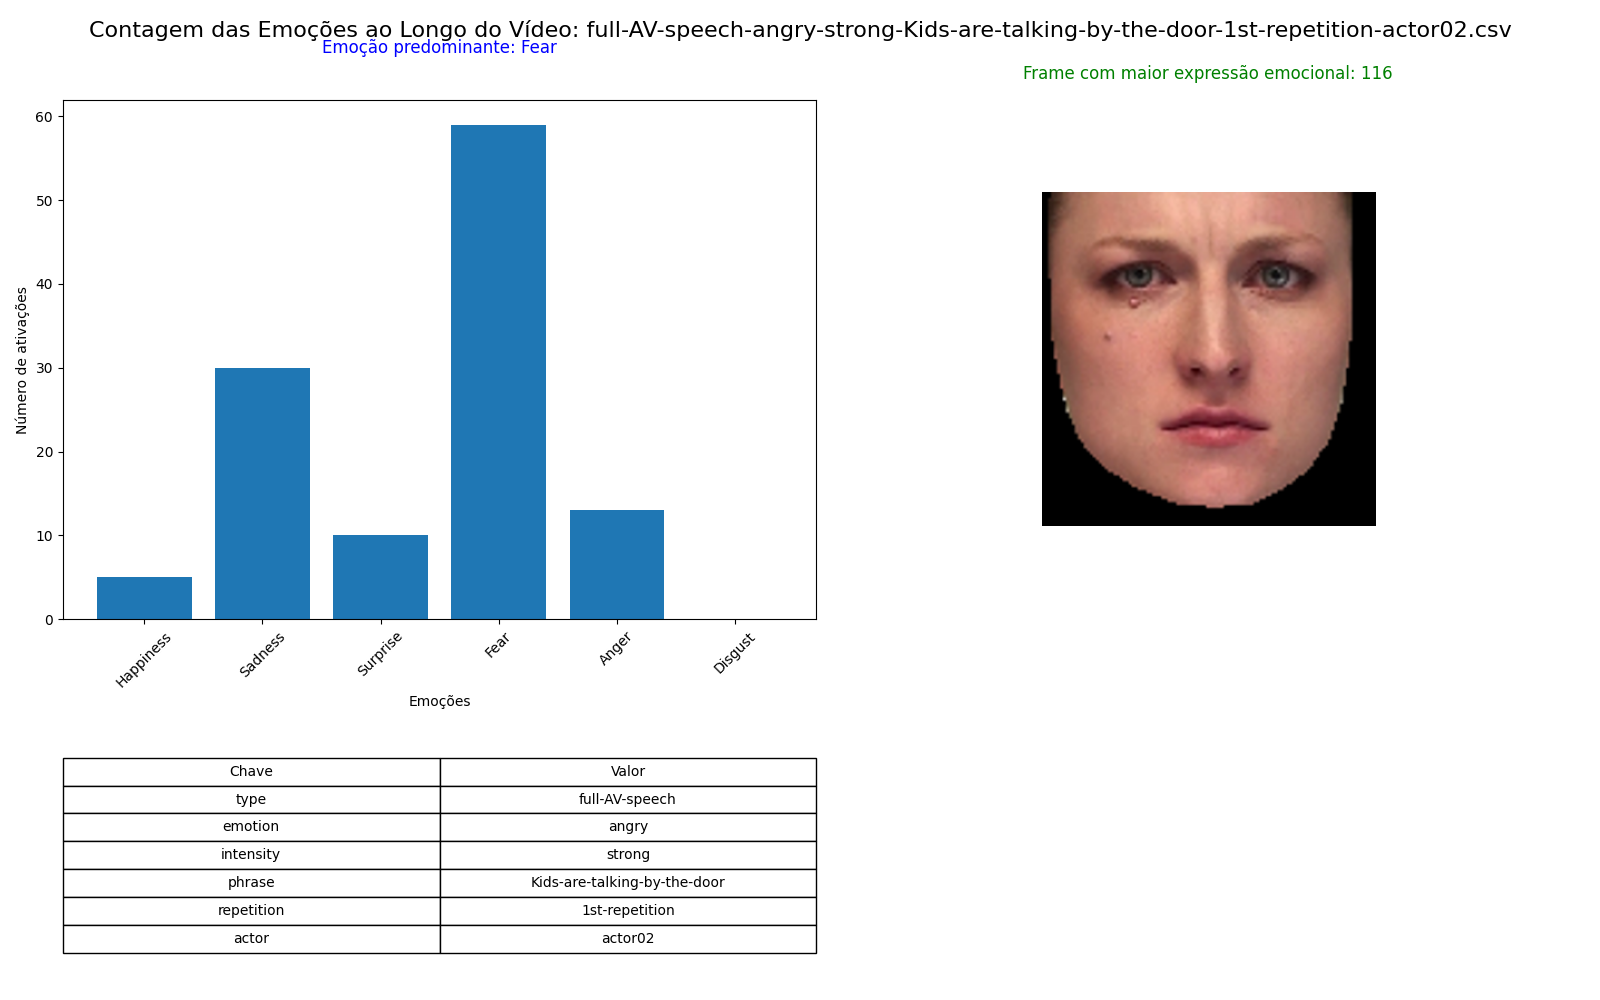 Contagem das Emoções ao Longo do Vídeo: full-AV-speech-angry-strong-Kids-are-talking-by-the-door-1st-repetition-actor02.csv
Emoção predominante: Fear
Frame com maior expressão emocional: 116
60
50
40
30
20
10
0
Número de ativações
Happiness
Sadness
Surprise
Fear
Anger
Disgust
Emoções
Chave Valor
type full-AV-speech
emotion angry
intensity strong
phrase Kids-are-talking-by-the-door
repetition 1st-repetition
actor actor02